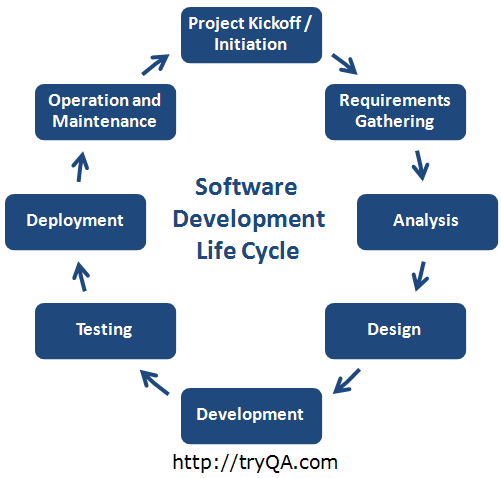 Project Kickoff /
Initiation
Requirements
Gathering
Analysis
Design
Development
Testing
Deployment
Operation and
Maintenance
Software
Development
Life Cycle
http://tryQA.com